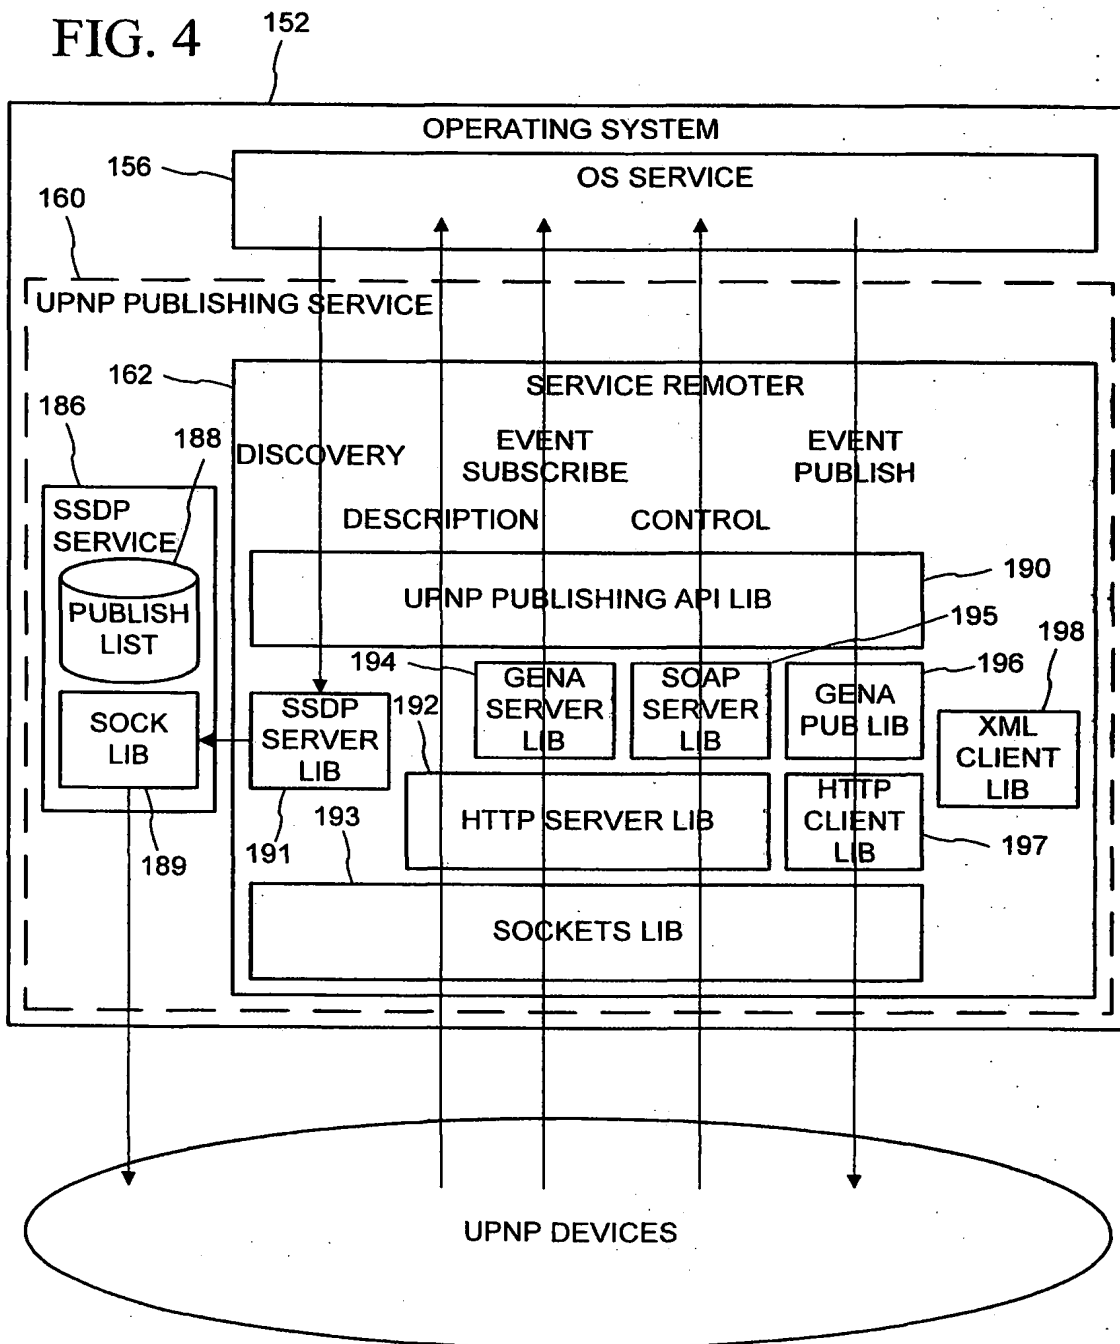 FIG. 4
152
OPERATING SYSTEM
156
OS SERVICE
160
UPNP PUBLISHING SERVICE
162
SERVICE REMOTER
186
188
DISCOVERY
EVENT
SUBSCRIBE
EVENT
PUBLISH
DESCRIPTION
CONTROL
SSDP
SERVICE
PUBLISH
LIST
SOCK
LIB
189
UPNP PUBLISHING API LIB
190
195
194
GENA
SERVER
LIB
SOAP
SERVER
LIB
GENA
PUB LIB
196
198
192
SSDP
SERVER
LIB
191
XML
CLIENT
LIB
HTTP SERVER LIB
HTTP
CLIENT
LIB
197
193
SOCKETS LIB
UPNP DEVICES